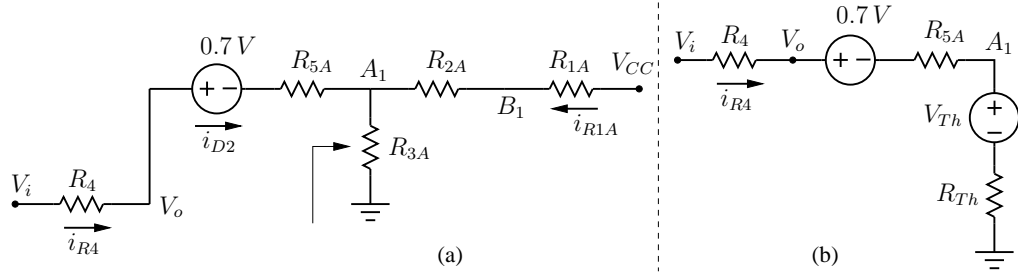 0.7 V
R5A
A1
R2A
R1A
VCC
+ −
B1
iD2
iR1A
R3A
Vi
R4
Vo
iR4
(a)
0.7 V
Vi
R4
Vo
+ −
R5A
A1
iR4
VTh
+
−
RTh
(b)